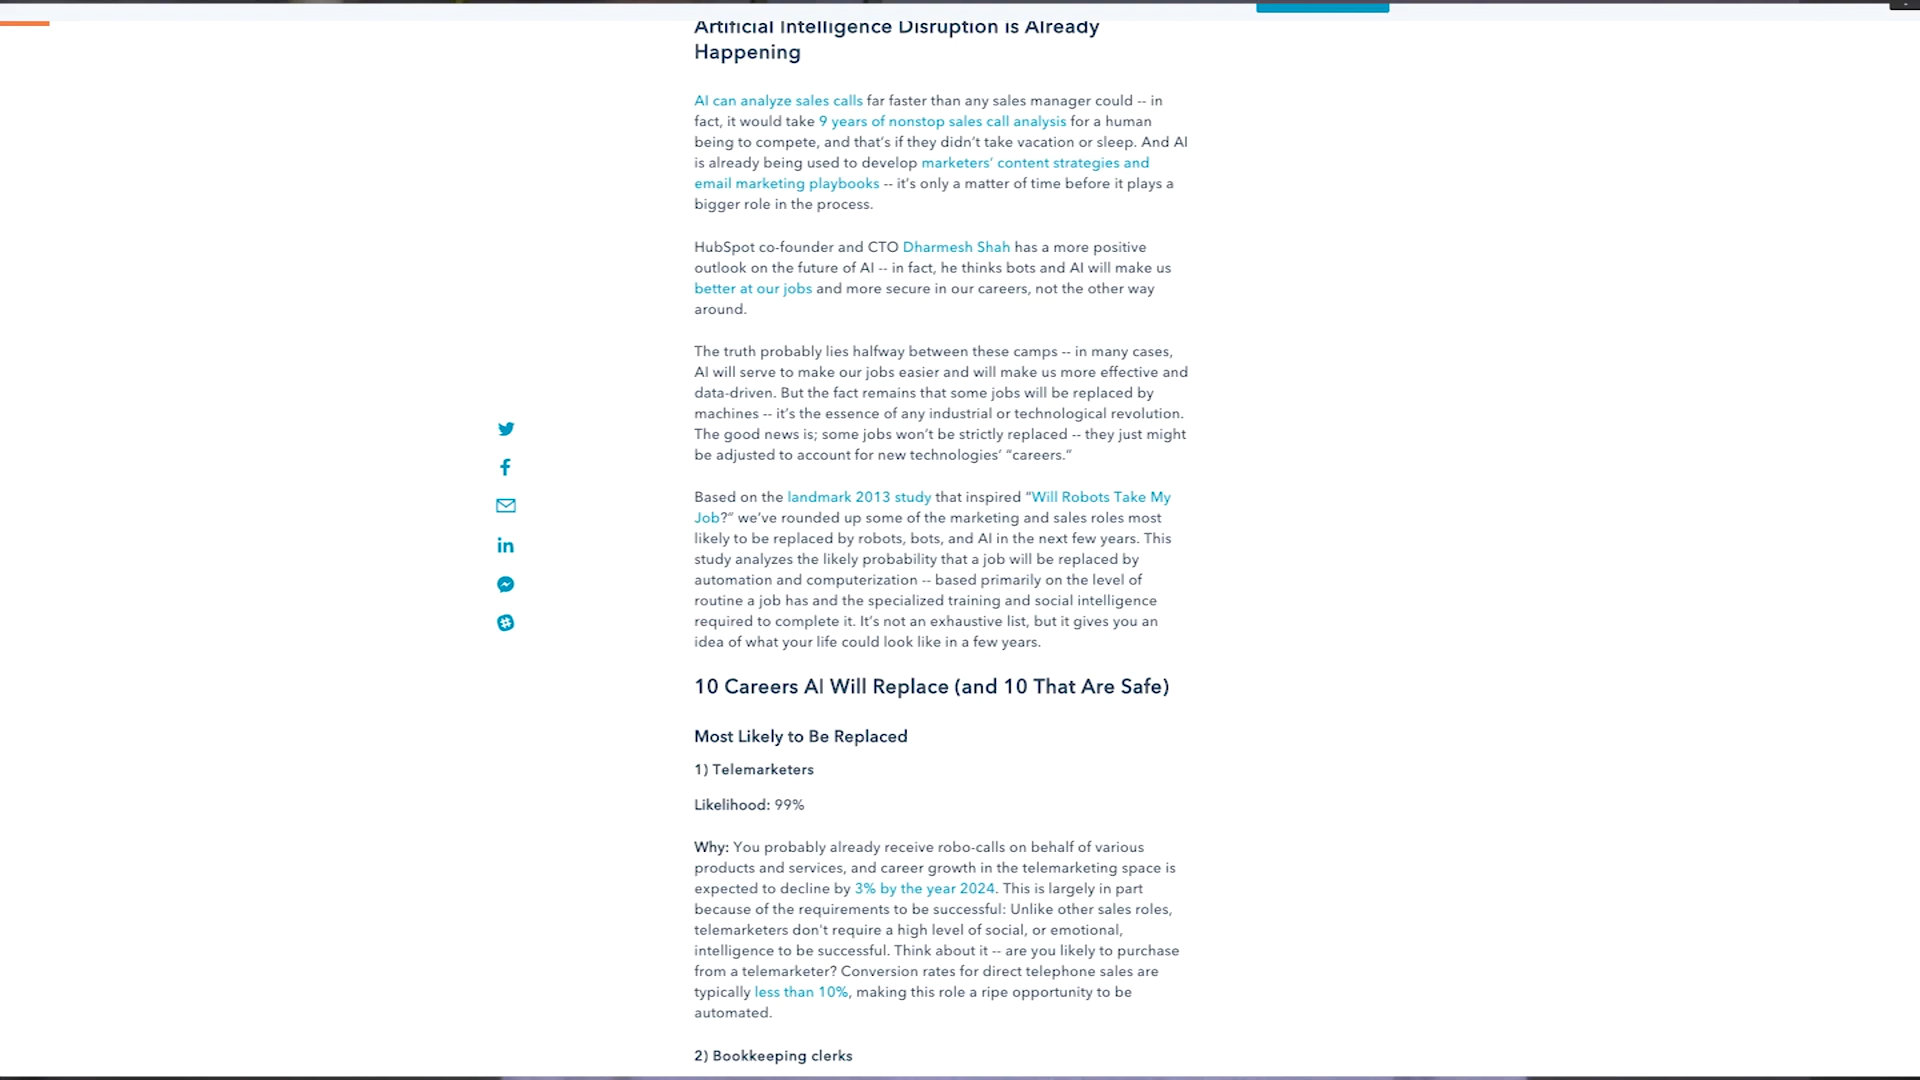 Artificial Intelligence Disruption is Already
Happening
AI can analyze sales calls far faster than any sales manager could -- in
fact, it would take 9 years of nonstop sales call analysis for a human
being to compete, and that's if they didn't take vacation or sleep. And AI
is already being used to develop marketers' content strategies and
email marketing playbooks -- it's only a matter of time before it plays a
bigger role in the process.
HubSpot co-founder and CTO Dharmesh Shah has a more positive
outlook on the future of AI -- in fact, he thinks bots and AI will make us
better at our jobs and more secure in our careers, not the other way
around.
The truth probably lies halfway between these camps -- in many cases,
AI will serve to make our jobs easier and will make us more effective and
data-driven. But the fact remains that some jobs will be replaced by
machines -- it's the essence of any industrial or technological revolution.
The good news is; some jobs won't be strictly replaced -- they just might
be adjusted to account for new technologies' "careers."
Based on the landmark 2013 study that inspired "Will Robots Take My
Job?" we've rounded up some of the marketing and sales roles most
likely to be replaced by robots, bots, and AI in the next few years. This
study analyzes the likely probability that a job will be replaced by
automation and computerization -- based primarily on the level of
routine a job has and the specialized training and social intelligence
required to complete it. It's not an exhaustive list, but it gives you an
idea of what your life could look like in a few years.
10 Careers AI Will Replace (and 10 That Are Safe)
Most Likely to Be Replaced
1) Telemarketers
Likelihood: 99%
Why: You probably already receive robo-calls on behalf of various
products and services, and career growth in the telemarketing space is
expected to decline by 3% by the year 2024. This is largely in part
because of the requirements to be successful: Unlike other sales roles,
telemarketers don't require a high level of social, or emotional,
intelligence to be successful. Think about it -- are you likely to purchase
from a telemarketer? Conversion rates for direct telephone sales are
typically less than 10%, making this role a ripe opportunity to be
automated.
2) Bookkeeping clerks